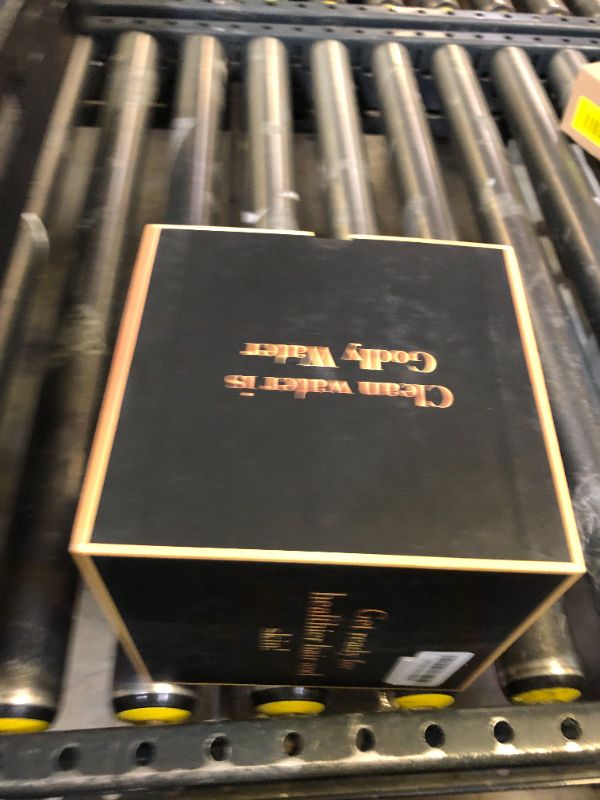 Clean water is
Godly Water
Get ready for
healthier hair and
skin!